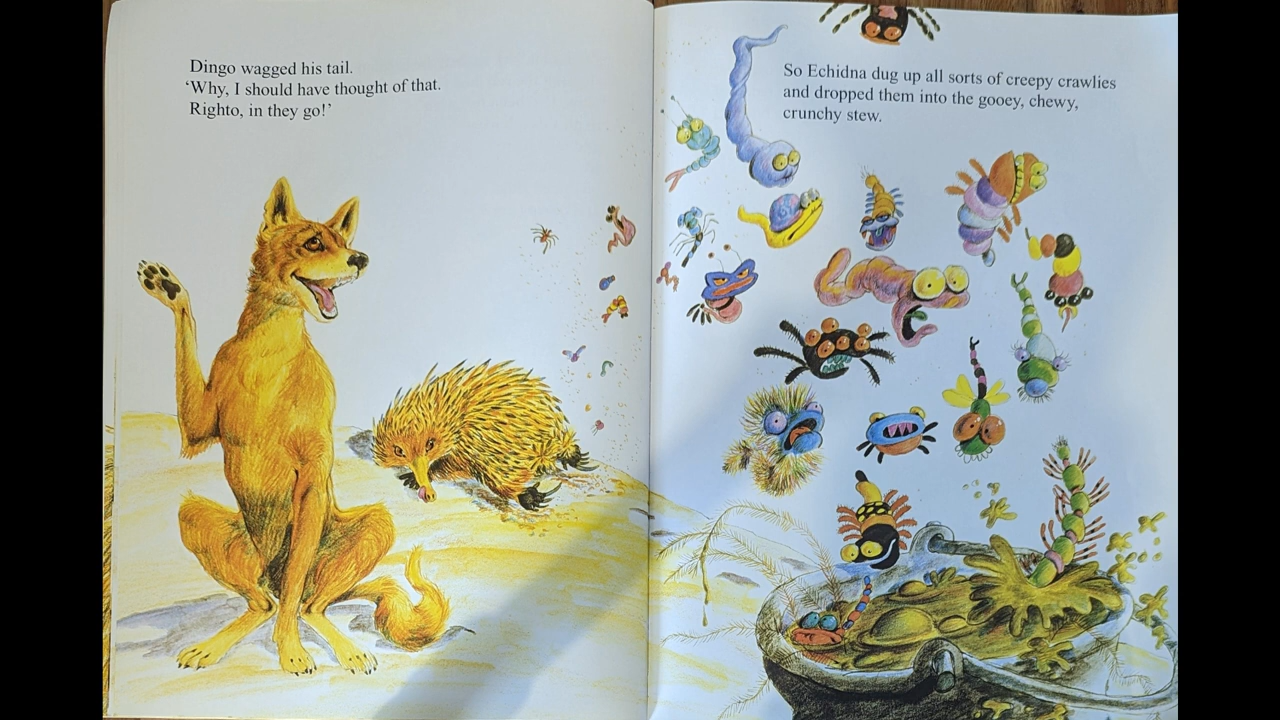 Dingo wagged his tail.
‘Why, I should have thought of that.
Righto, in they go!’
So Echidna dug up all sorts of creepy crawlies
and dropped them into the gooey, chewy,
crunchy stew.